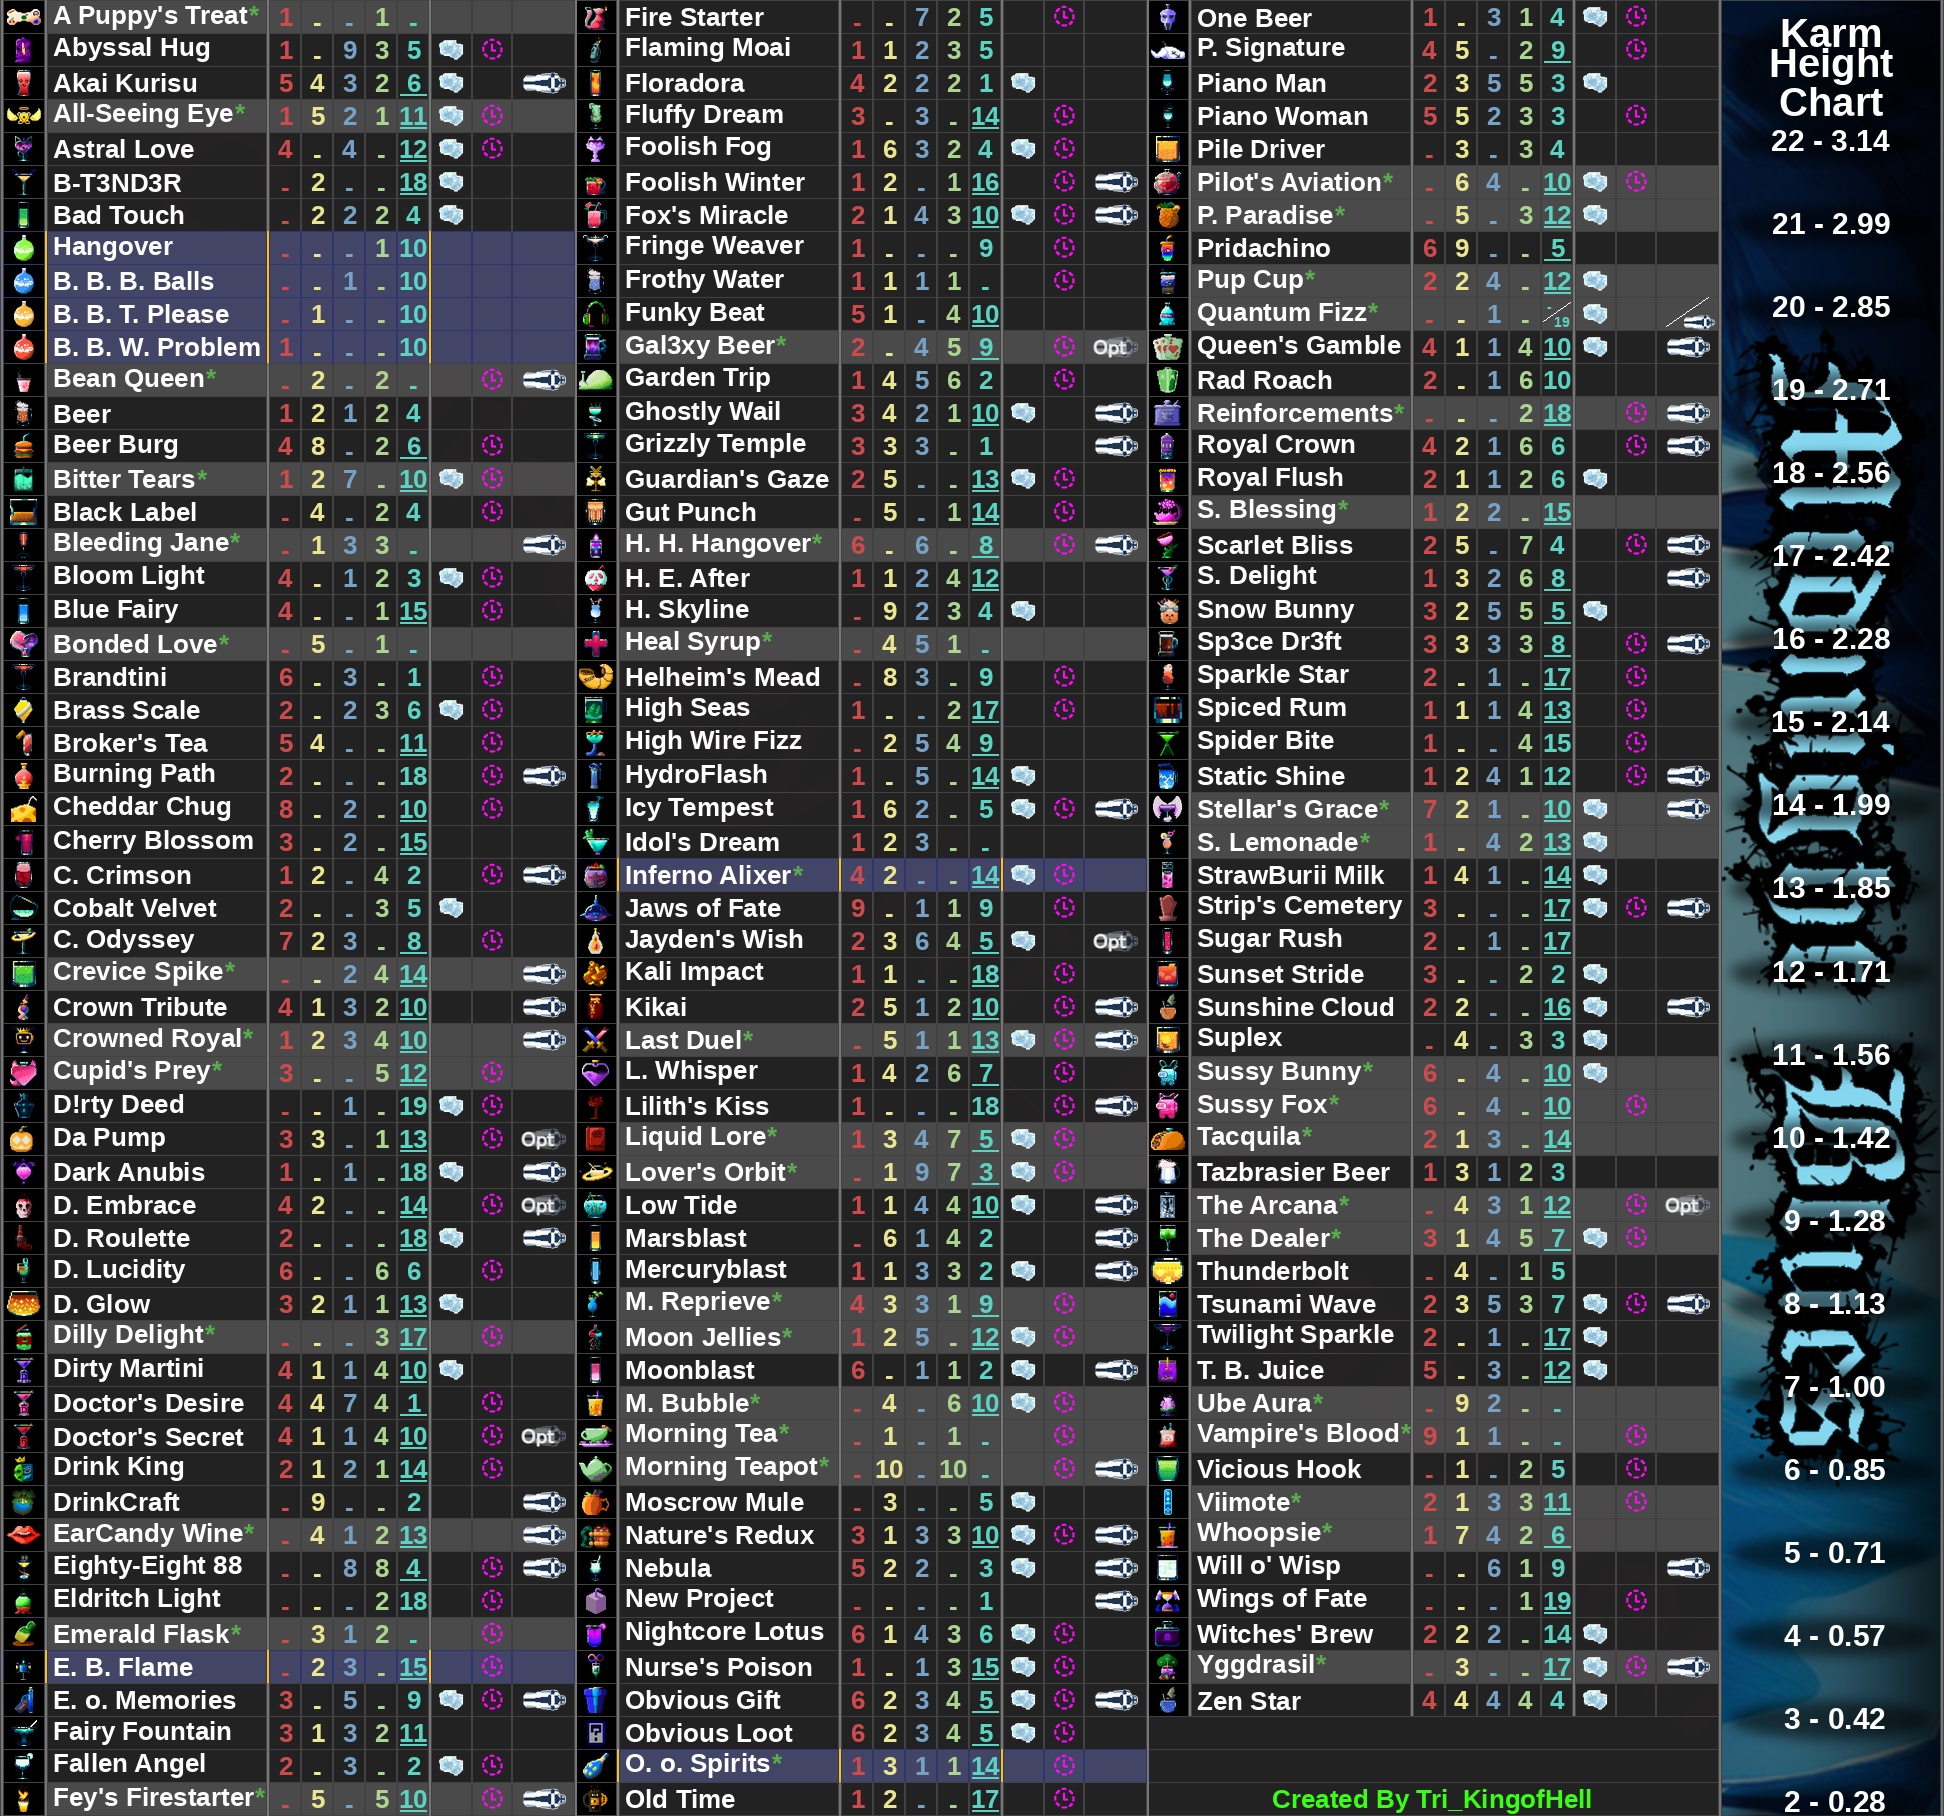 A Puppy's Treat* 1 - - 1 -
Abyssal Hug 1 - 9 3 5
Akai Kurisu 5 4 3 2 6
All-Seeing Eye* 1 5 2 1 11
Astral Love 4 - 4 - 12
B-T3ND3R - 2 - - 18
Bad Touch - 2 2 2 4
Hangover - - - 1 10
B. B. B. Balls - - 1 - 10
B. B. T. Please - 1 - - 10
B. B. W. Problem 1 - - - 10
Bean Queen* - 2 - 2 -
Beer 1 2 1 2 4
Beer Burg 4 8 - 2 6
Bitter Tears* 1 2 7 - 10
Black Label - 4 - 2 4
Bleeding Jane* - 1 3 3 -
Bloom Light 4 - 1 2 3
Blue Fairy 4 - - 1 15
Bonded Love* - 5 - 1 -
Brandtini 6 - 3 - 1
Brass Scale 2 - 2 3 6
Broker's Tea 5 4 - - 11
Burning Path 2 - - - 18
Cheddar Chug 8 - 2 - 10
Cherry Blossom 3 - 2 - 15
C. Crimson 1 2 - 4 2
Cobalt Velvet 2 - - 3 5
C. Odyssey 7 2 3 - 8
Crevice Spike* - - 2 4 14
Crown Tribute 4 1 3 2 10
Crowned Royal* 1 2 3 4 10
Cupid's Prey* 3 - - 5 12
D!rty Deed - - 1 - 19
Da Pump 3 3 - 1 13 Opt
Dark Anubis 1 - 1 - 18
D. Embrace 4 2 - - 14 Opt
D. Roulette 2 - - - 18
D. Lucidity 6 - - 6 6
D. Glow 3 2 1 1 13
Dilly Delight* - - - 3 17
Dirty Martini 4 1 1 4 10
Doctor's Desire 4 4 7 4 1
Doctor's Secret 4 1 1 4 10 Opt
Drink King 2 1 2 1 14
DrinkCraft - 9 - - 2
EarCandy Wine* - 4 1 2 13
Eighty-Eight 88 - - 8 8 4
Eldritch Light - - - 2 18
Emerald Flask* - 3 1 2 -
E. B. Flame - 2 3 - 15
E. o. Memories 3 - 5 - 9
Fairy Fountain 3 1 3 2 11
Fallen Angel 2 - 3 - 2
Fey's Firestarter* - 5 - 5 10
Fire Starter - - 7 2 5
Flaming Moai 1 1 2 3 5
Floradora 4 2 2 2 1
Fluffy Dream 3 - 3 - 14
Foolish Fog 1 6 3 2 4
Foolish Winter 1 2 - 1 16
Fox's Miracle 2 1 4 3 10
Fringe Weaver 1 - - - 9
Frothy Water 1 1 1 1 -
Funky Beat 5 1 - 4 10
Gal3xy Beer* 2 - 4 5 9 Opt
Garden Trip 1 4 5 6 2
Ghostly Wail 3 4 2 1 10
Grizzly Temple 3 3 3 - 1
Guardian's Gaze 2 5 - - 13
Gut Punch - 5 - 1 14
H. H. Hangover* 6 - 6 - 8
H. E. After 1 1 2 4 12
H. Skyline - 9 2 3 4
Heal Syrup* - 4 5 1 -
Helheim's Mead - 8 3 - 9
High Seas 1 - - 2 17
High Wire Fizz - 2 5 4 9
HydroFlash 1 - 5 - 14
Icy Tempest 1 6 2 - 5
Idol's Dream 1 2 3 - -
Inferno Alixer* 4 2 - - 14
Jaws of Fate 9 - 1 1 9
Jayden's Wish 2 3 6 4 5 Opt
Kali Impact 1 1 - - 18
Kikai 2 5 1 2 10
Last Duel* - 5 1 1 13
L. Whisper 1 4 2 6 7
Lilith's Kiss 1 - - - 18
Liquid Lore* 1 3 4 7 5
Lover's Orbit* - 1 9 7 3
Low Tide 1 1 4 4 10
Marsblast - 6 1 4 2
Mercuryblast 1 1 3 3 2
M. Reprieve* 4 3 3 1 9
Moon Jellies* 1 2 5 - 12
Moonblast 6 - 1 1 2
M. Bubble* - 4 - 6 10
Morning Tea* - 1 - 1 -
Morning Teapot* - 10 - 10 -
Moscrow Mule - 3 - - 5
Nature's Redux 3 1 3 3 10
Nebula 5 2 2 - 3
New Project - - - - 1
Nightcore Lotus 6 1 4 3 6
Nurse's Poison 1 - 1 3 15
Obvious Gift 6 2 3 4 5
Obvious Loot 6 2 3 4 5
O. o. Spirits* 1 3 1 1 14
Old Time 1 2 - - 17
One Beer 1 - 3 1 4
P. Signature 4 5 - 2 9
Piano Man 2 3 5 5 3
Piano Woman 5 5 2 3 3
Pile Driver - 3 - 3 4
Pilot's Aviation* - 6 4 - 10
P. Paradise* - 5 - 3 12
Pridachino 6 9 - - 5
Pup Cup* 2 2 4 - 12
Quantum Fizz* - - 1 - -/19
Queen's Gamble 4 1 1 4 10
Rad Roach 2 - 1 6 10
Reinforcements* - - - 2 18
Royal Crown 4 2 1 6 6
Royal Flush 2 1 1 2 6
S. Blessing* 1 2 2 - 15
Scarlet Bliss 2 5 - 7 4
S. Delight 1 3 2 6 8
Snow Bunny 3 2 5 5 5
Sp3ce Dr3ft 3 3 3 3 8
Sparkle Star 2 - 1 - 17
Spiced Rum 1 1 1 4 13
Spider Bite 1 - - 4 15
Static Shine 1 2 4 1 12
Stellar's Grace* 7 2 1 - 10
S. Lemonade* 1 - 4 2 13
StrawBurii Milk 1 4 1 - 14
Strip's Cemetery 3 - - - 17
Sugar Rush 2 - 1 - 17
Sunset Stride 3 - - 2 2
Sunshine Cloud 2 2 - - 16
Suplex - 4 - 3 3
Sussy Bunny* 6 - 4 - 10
Sussy Fox* 6 - 4 - 10
Tacquila* 2 1 3 - 14
Tazbrasier Beer 1 3 1 2 3
The Arcana* - 4 3 1 12 Opt
The Dealer* 3 1 4 5 7
Thunderbolt - 4 - 1 5
Tsunami Wave 2 3 5 3 7
Twilight Sparkle 2 - 1 - 17
T. B. Juice 5 - 3 - 12
Ube Aura* - 9 2 - -
Vampire's Blood* 9 1 1 - -
Vicious Hook - 1 - 2 5
Viimote* 2 1 3 3 11
Whoopsie* 1 7 4 2 6
Will o' Wisp - - 6 1 9
Wings of Fate - - - 1 19
Witches' Brew 2 2 2 - 14
Yggdrasil* - 3 - - 17
Zen Star 4 4 4 4 4
Created By Tri_KingofHell
Karm
Height
Chart
22 - 3.14
21 - 2.99
20 - 2.85
19 - 2.71
18 - 2.56
17 - 2.42
16 - 2.28
15 - 2.14
14 - 1.99
13 - 1.85
12 - 1.71
11 - 1.56
10 - 1.42
9 - 1.28
8 - 1.13
7 - 1.00
6 - 0.85
5 - 0.71
4 - 0.57
3 - 0.42
2 - 0.28